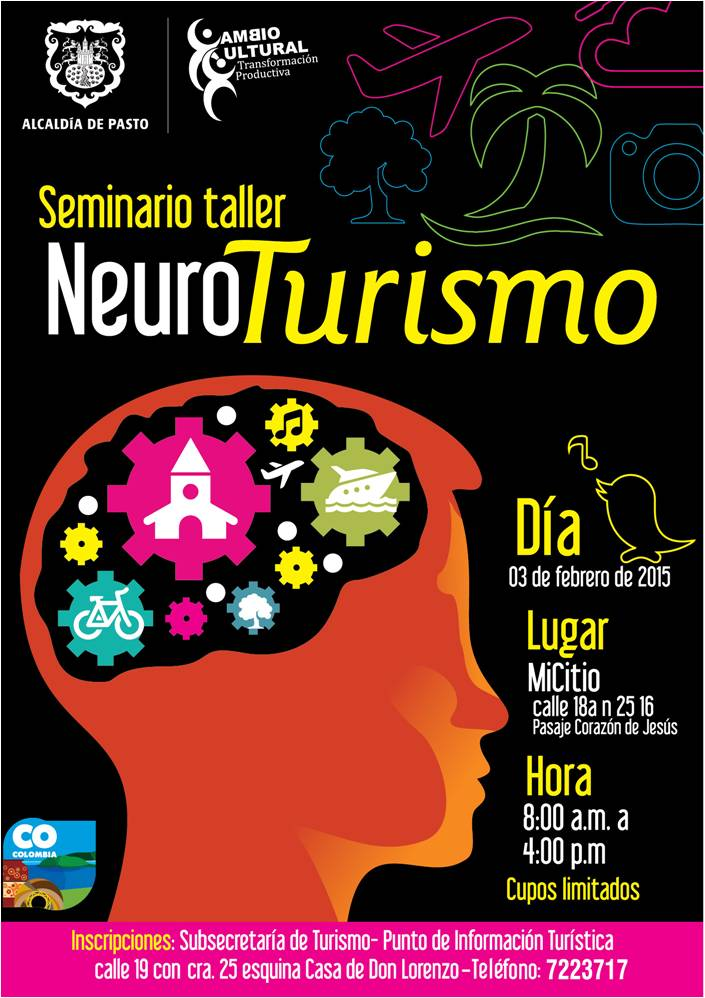 ALCALDÍA DE PASTO
CAMBIO
CULTURAL
Transformación
Productiva
Seminario taller
NeuroTurismo
Día
03 de febrero de 2015
Lugar
MiCitio
calle 18a n 25 16
Pasaje Corazón de Jesús
Hora
8:00 a.m. a
4:00 p.m
Cupos limitados
CO
COLOMBIA
Inscripciones: Subsecretaría de Turismo- Punto de Información Turística
calle 19 con cra. 25 esquina Casa de Don Lorenzo -Teléfono: 7223717